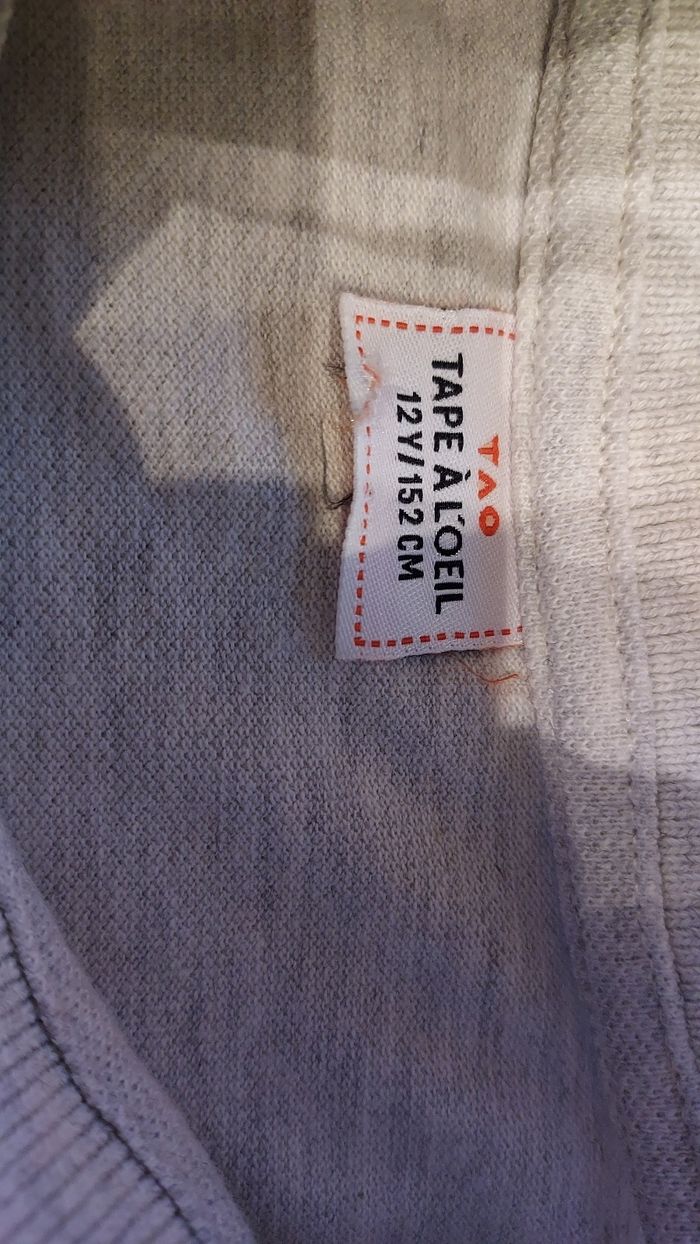 TAO
TAPE À L'OEIL
12Y/152 CM